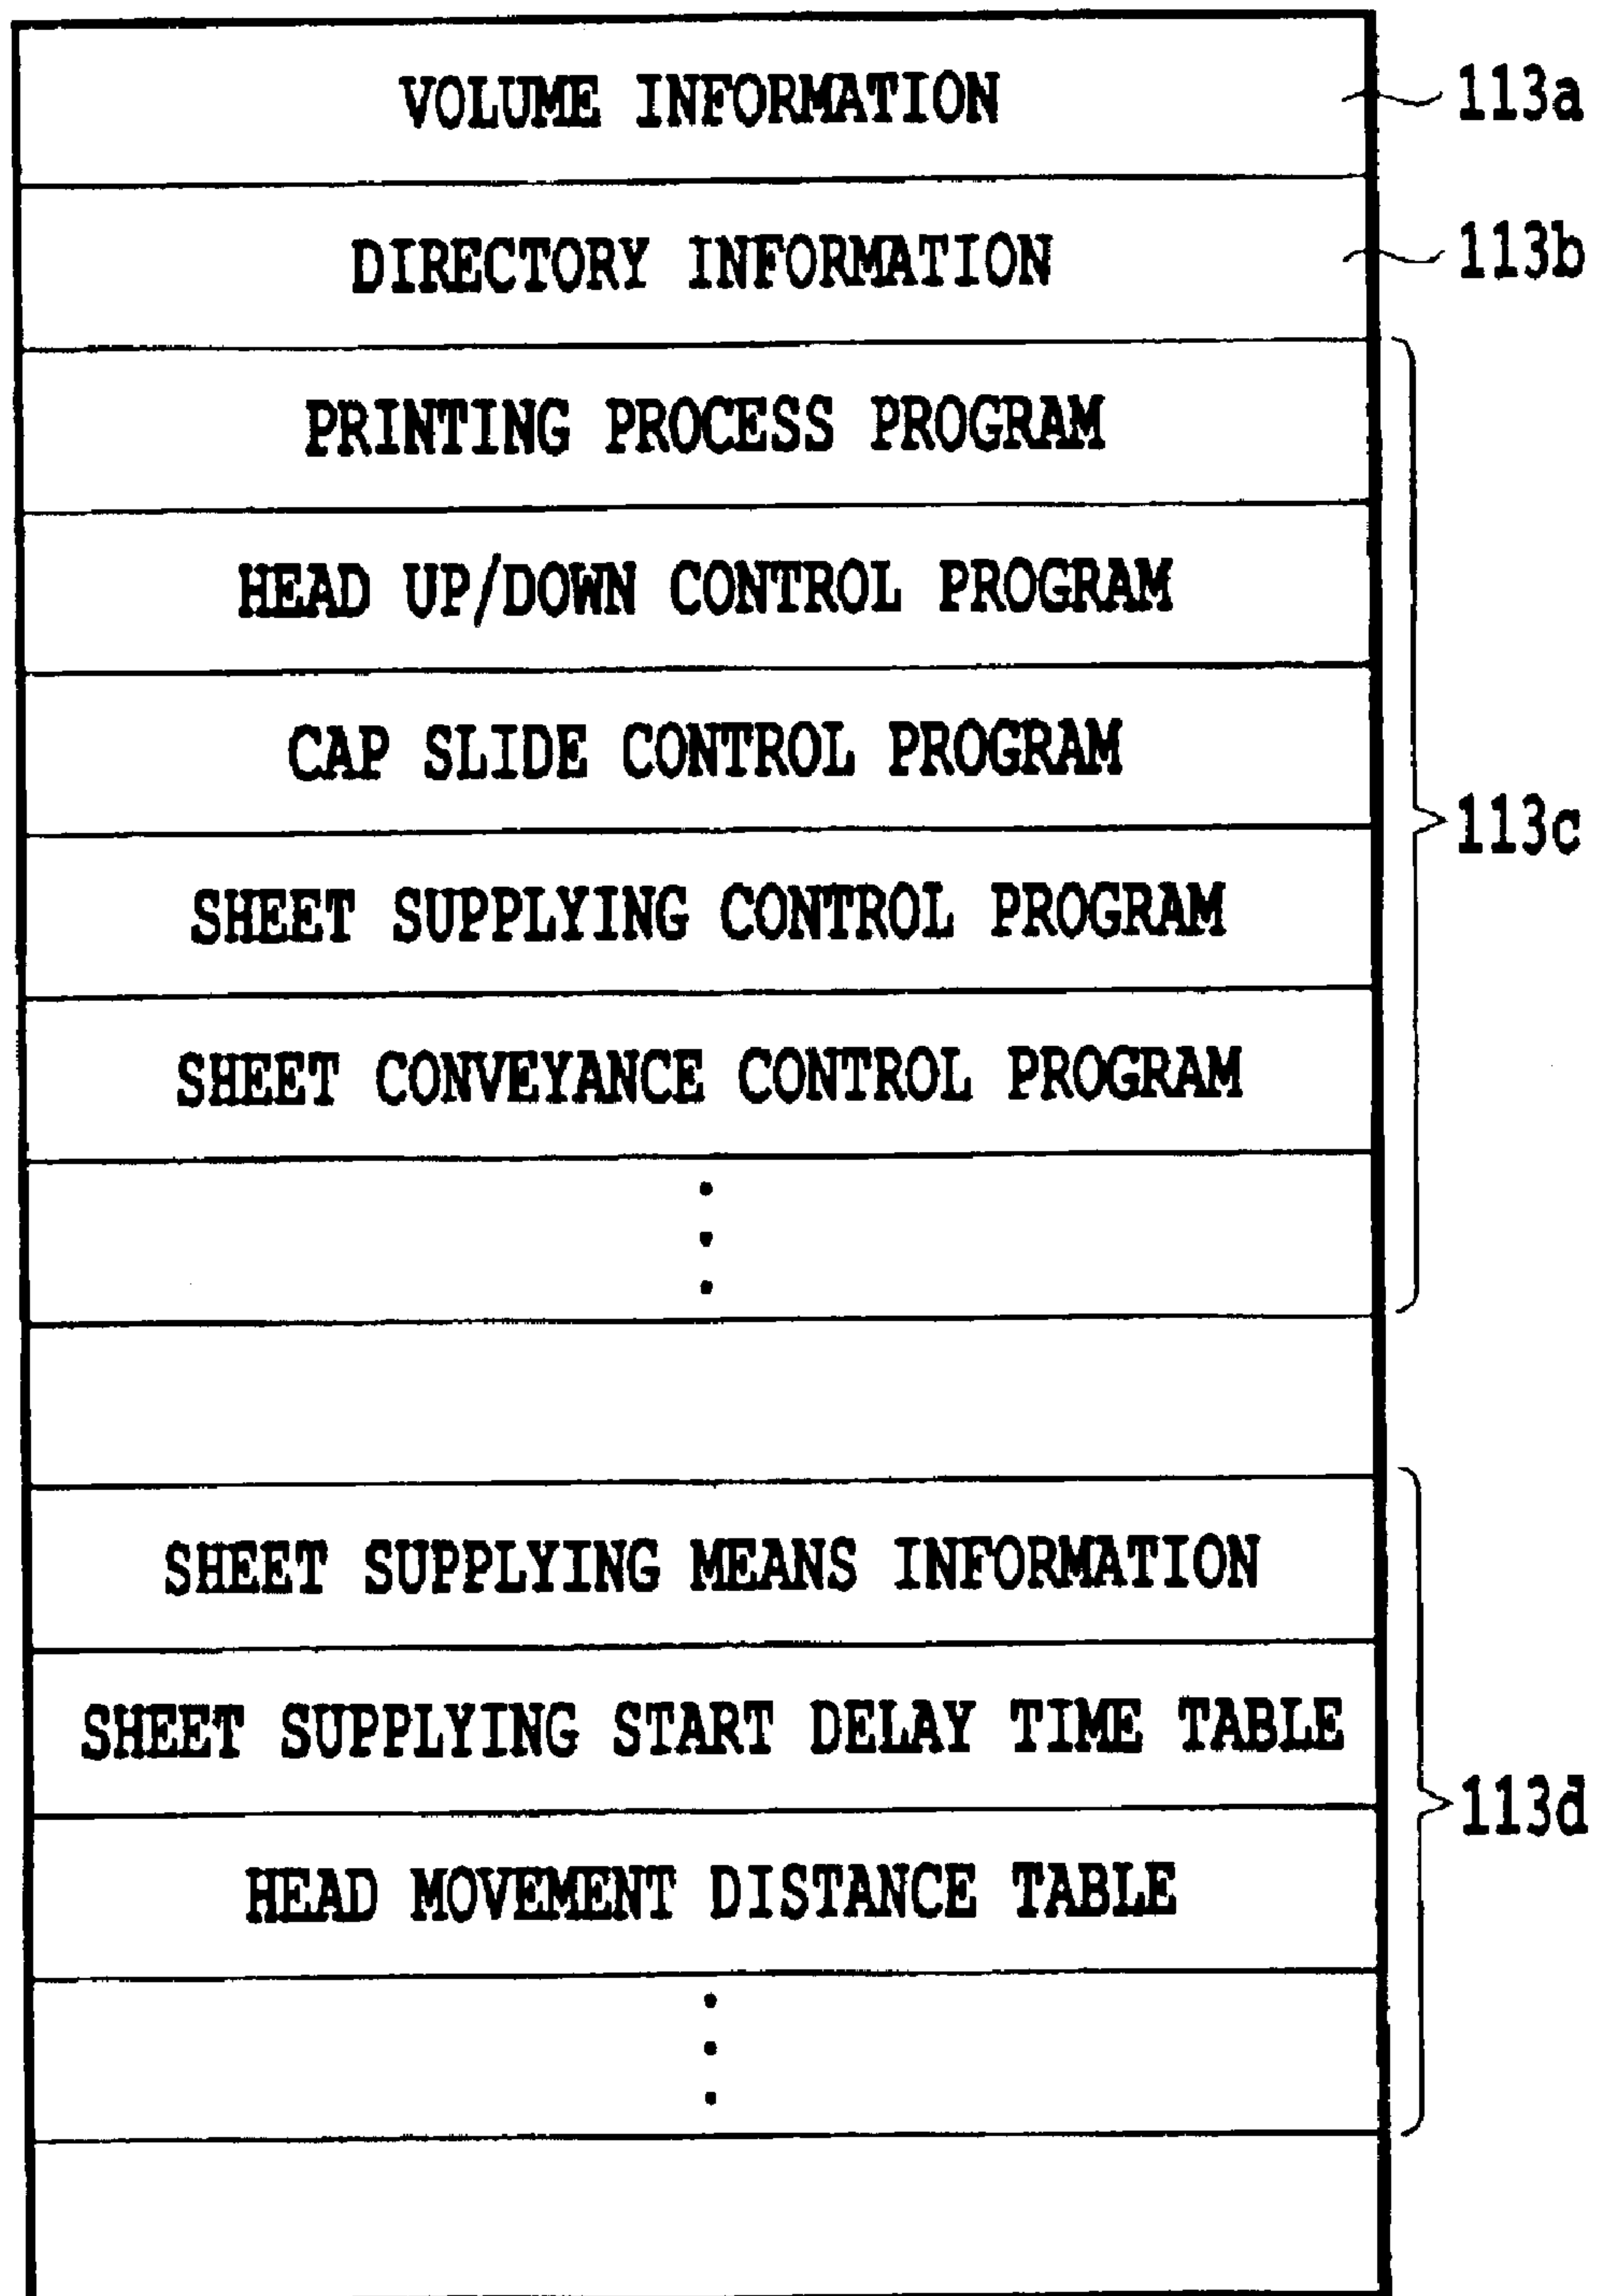 VOLUME INFORMATION 113a
DIRECTORY INFORMATION 113b
PRINTING PROCESS PROGRAM
HEAD UP/DOWN CONTROL PROGRAM
CAP SLIDE CONTROL PROGRAM
113c
SHEET SUPPLYING CONTROL PROGRAM
SHEET CONVEYANCE CONTROL PROGRAM
SHEET SUPPLYING MEANS INFORMATION
SHEET SUPPLYING START DELAY TIME TABLE
113d
HEAD MOVEMENT DISTANCE TABLE